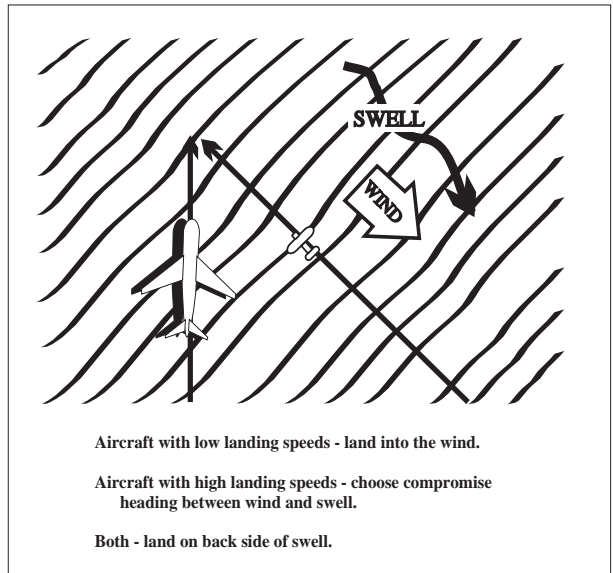 SWELL
WIND
Aircraft with low landing speeds - land into the wind.
Aircraft with high landing speeds - choose compromise
heading between wind and swell.
Both - land on back side of swell.